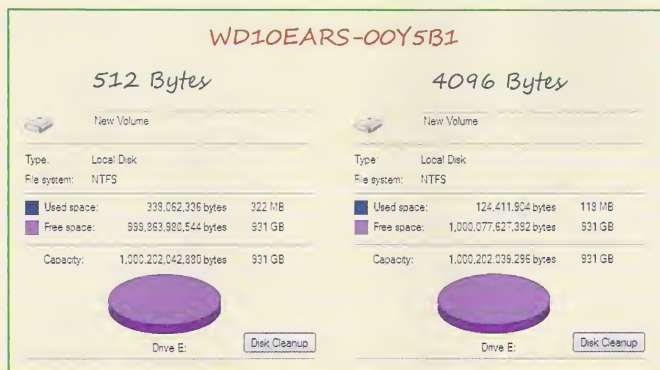 WD10EARS-00Y5B1
512 Bytes
New Volume
Type: Local Disk
File system: NTFS
Used space: 338,062,336 bytes 322 MB
Free space: 999,863,980,544 bytes 931 GB
Capacity: 1,000,202,042,880 bytes 931 GB
Drive E: Disk Cleanup
4096 Bytes
New Volume
Type: Local Disk
File system: NTFS
Used space: 124,411,904 bytes 118 MB
Free space: 1,000,077,627,392 bytes 931 GB
Capacity: 1,000,202,039,296 bytes 931 GB
Drive E: Disk Cleanup